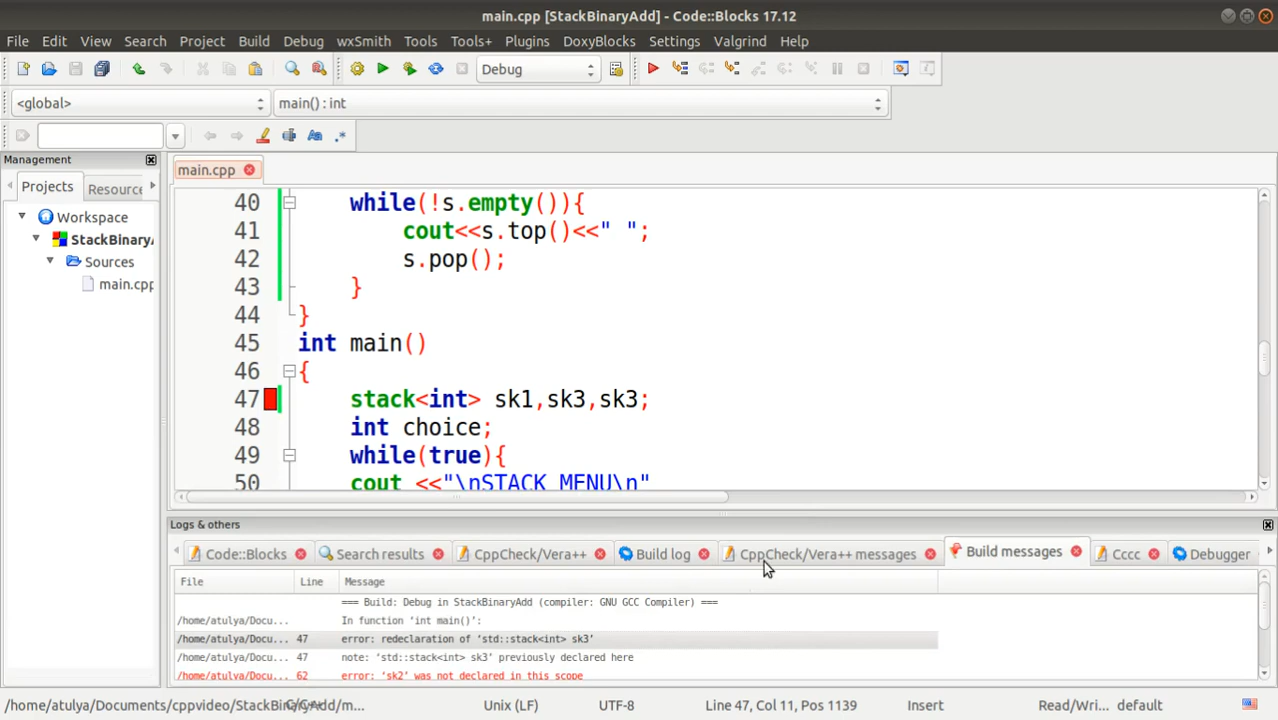 main.cpp [StackBinaryAdd] - Code::Blocks 17.12
File Edit View Search Project Build Debug wxSmith Tools Tools+ Plugins DoxyBlocks Settings Valgrind Help
Debug
<global> main() : int
Management
main.cpp
Projects Resource
Workspace
StackBinaryA
Sources
main.cpp
40 while(!s.empty()){
41 cout<<s.top()<<" ";
42 s.pop();
43 }
44 }
45 int main()
46 {
47 stack<int> sk1,sk3,sk3;
48 int choice;
49 while(true){
50 cout <<"\nSTACK MENU\n"
Logs & others
Code::Blocks Search results CppCheck/Vera++ Build log CppCheck/Vera++ messages Build messages Cccc Debugger
File Line Message
=== Build: Debug in StackBinaryAdd (compiler: GNU GCC Compiler) ===
/home/atulya/Docu... In function ‘int main()’:
/home/atulya/Docu... 47 error: redeclaration of ‘std::stack<int> sk3’
/home/atulya/Docu... 47 note: ‘std::stack<int> sk3’ previously declared here
/home/atulya/Docu... 62 error: ‘sk2’ was not declared in this scope
/home/atulya/Documents/cppvideo/StackBinaryAdd/m... Unix (LF) UTF-8 Line 47, Col 11, Pos 1139 Insert Read/Wri... default